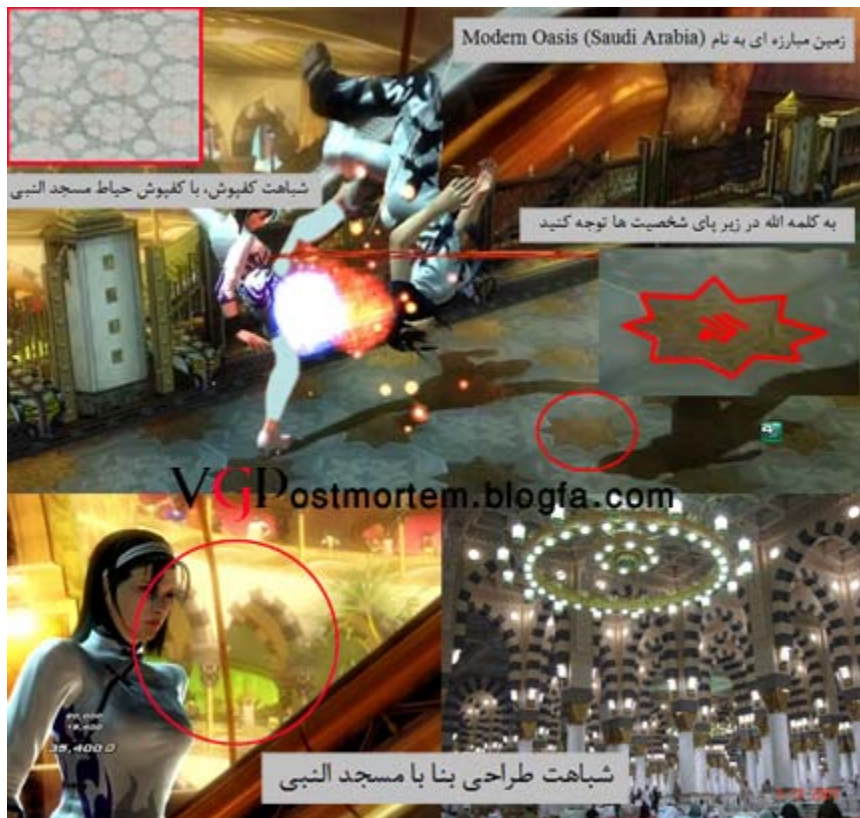 زمین مبارزه ای به نام Modern Oasis (Saudi Arabia)
شباهت کفپوش، با کفپوش حیاط مسجد النبی
به کلمه الله در زیر پای شخصیت ها توجه کنید
VGPostmortem.blogfa.com
35,400
شباهت طراحی بنا با مسجد النبی